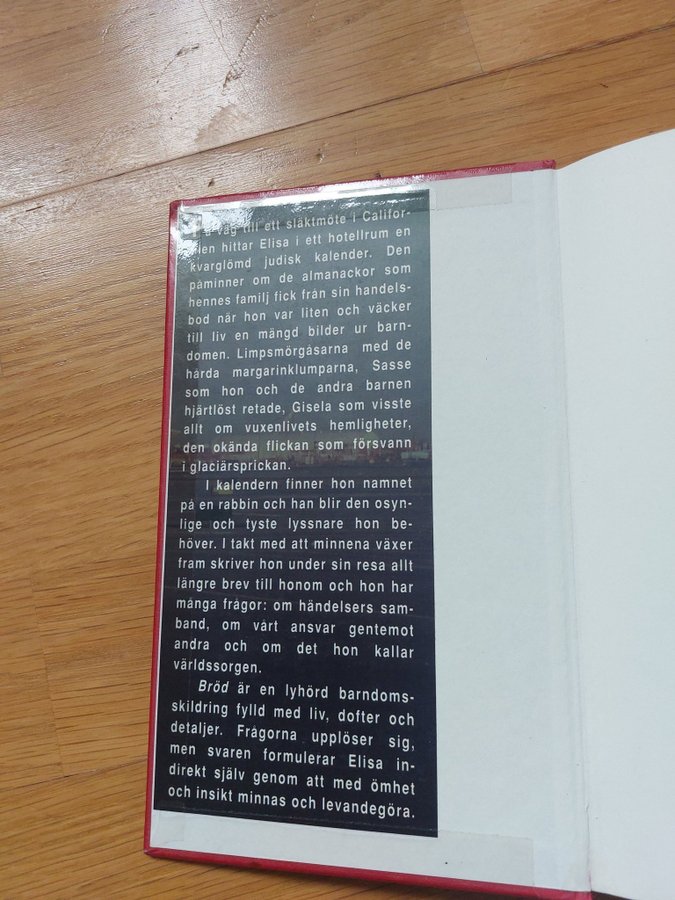 På väg till ett släktmöte i Califor-
nien hittar Elisa i ett hotellrum en
kvarglömd judisk kalender. Den
påminner om de almanackor som
hennes familj fick från sin handels-
bod när hon var liten och väcker
till liv en mängd bilder ur barn-
domen. Limpsmörgåsarna med de
hårda margarinklumparna, Sasse
som hon och de andra barnen
hjärtlöst retade, Gisela som visste
allt om vuxenlivets hemligheter,
den okända flickan som försvann
i glaciärsprickan.
I kalendern finner hon namnet
på en rabbin och han blir den osyn-
lige och tyste lyssnare hon be-
höver. I takt med att minnena växer
fram skriver hon under sin resa allt
längre brev till honom och hon har
många frågor: om händelsers sam-
band, om vårt ansvar gentemot
andra och om det hon kallar
världssorgen.
Bröd är en lyhörd barndoms-
skildring fylld med liv, dofter och
detaljer. Frågorna upplöser sig,
men svaren formulerar Elisa in-
direkt själv genom att med ömhet
och insikt minnas och levandegöra.